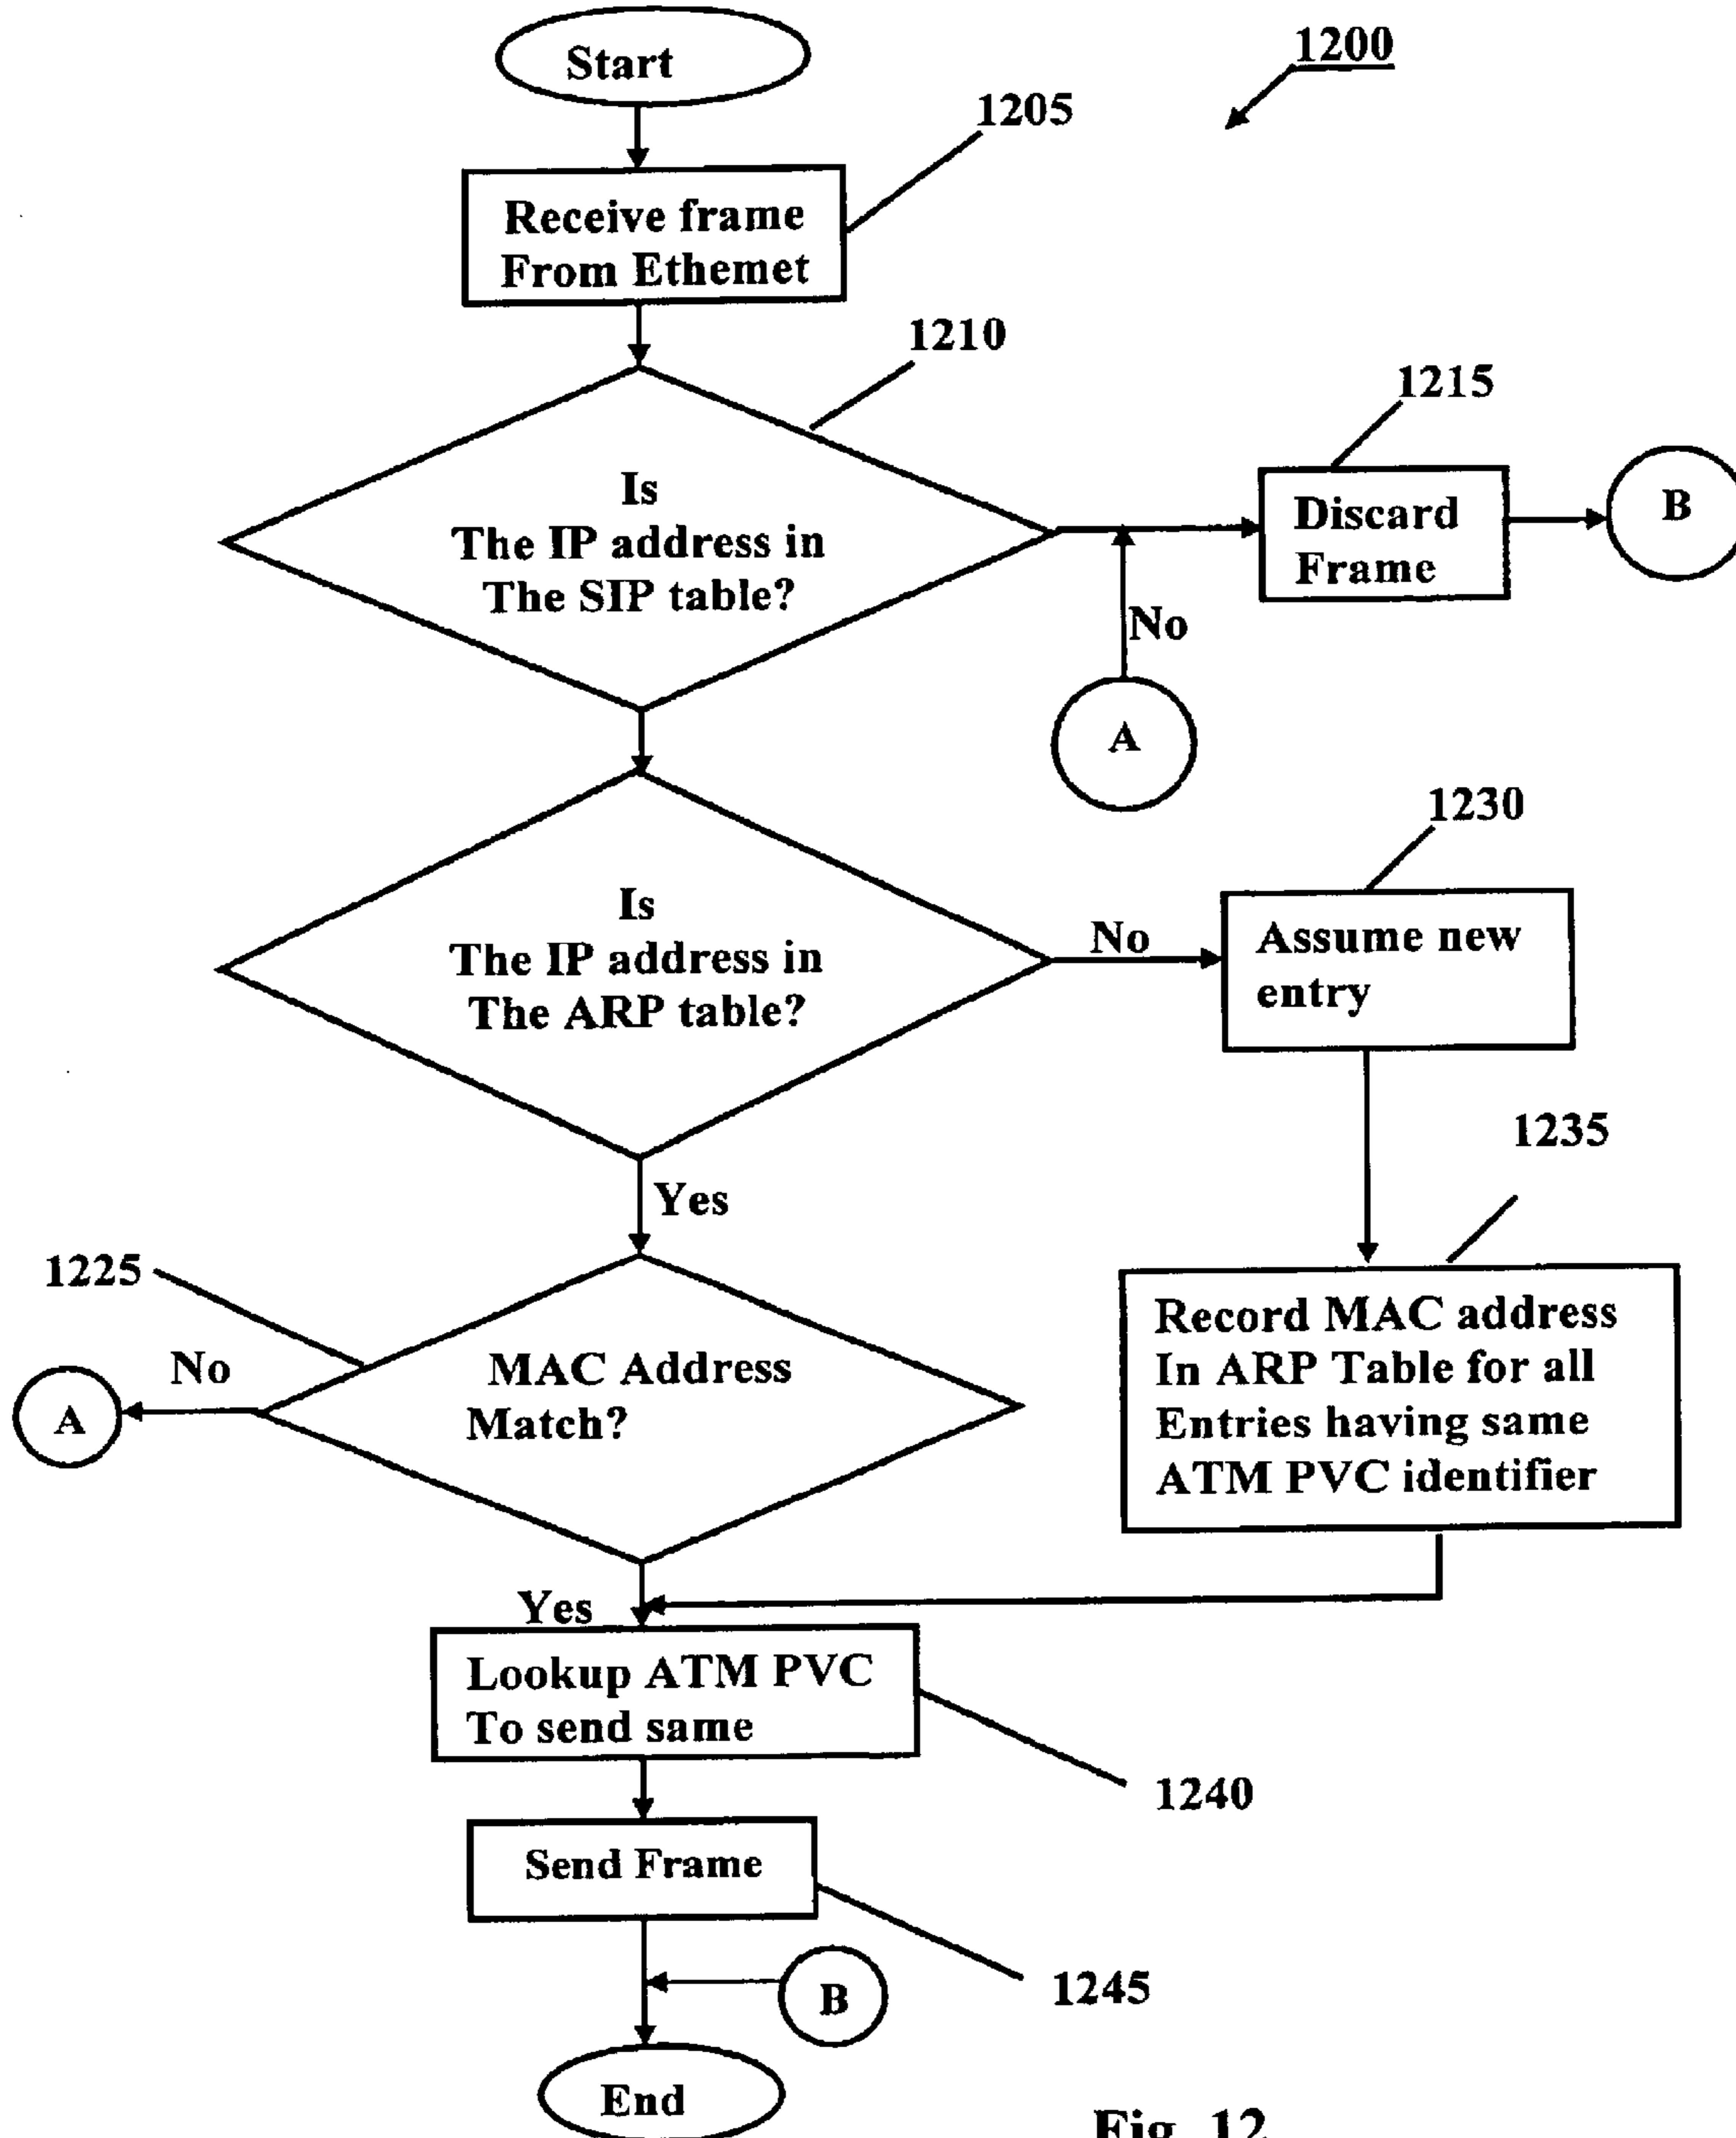 Start
1200
1205
Receive frame
From Ethemet
1210
1215
Is
The IP address in
The SIP table?
Discard
Frame
B
No
A
1230
Is
The IP address in
The ARP table?
No
Assume new
entry
1235
Yes
1225
No
A
MAC Address
Match?
Record MAC address
In ARP Table for all
Entries having same
ATM PVC identifier
Yes
Lookup ATM PVC
To send same
1240
Send Frame
1245
B
End
Fig. 12